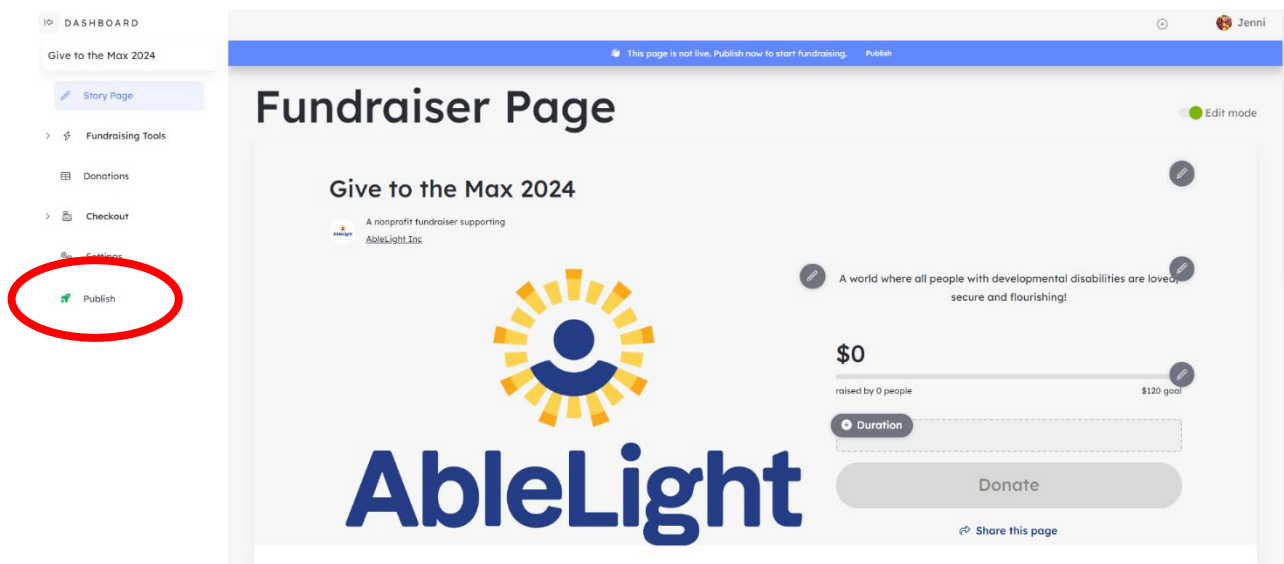 DASHBOARD
Jenni
Give to the Max 2024
This page is not live. Publish now to start fundraising. Publish
Story Page
Fundraiser Page
Edit mode
Fundraising Tools
Donations
Give to the Max 2024
Checkout
A nonprofit fundraiser supporting
AbleLight
AbleLight Inc
Settings
A world where all people with developmental disabilities are loved,
secure and flourishing!
Publish
$0
raised by 0 people
$120 goal
Duration
AbleLight
Donate
Share this page